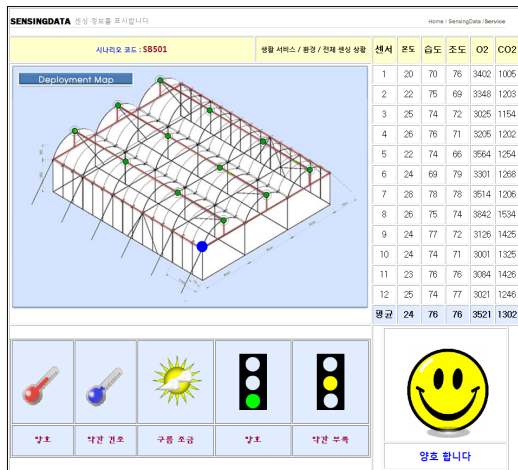 SENSINGDATA 센싱 정보를 표시합니다
Home / SensingData /Service
시나리오 코드 : SB501
생활 서비스 / 환경 / 전체 센싱 상황
센서 온도 습도 조도 O2 CO2
Deployment Map
1 20 70 76 3402 1005
2 22 75 69 3348 1203
3 25 74 72 3025 1154
4 26 76 71 3205 1202
5 22 74 66 3564 1254
6 24 69 79 3301 1268
7 28 78 78 3514 1206
8 26 75 74 3842 1534
9 24 77 72 3126 1425
10 24 74 71 3001 1325
11 23 76 76 3084 1426
12 25 74 77 3021 1246
평균 24 76 76 3521 1302
양호 약간 건조 구름 조금 양호 약간 부족
양호 합니다